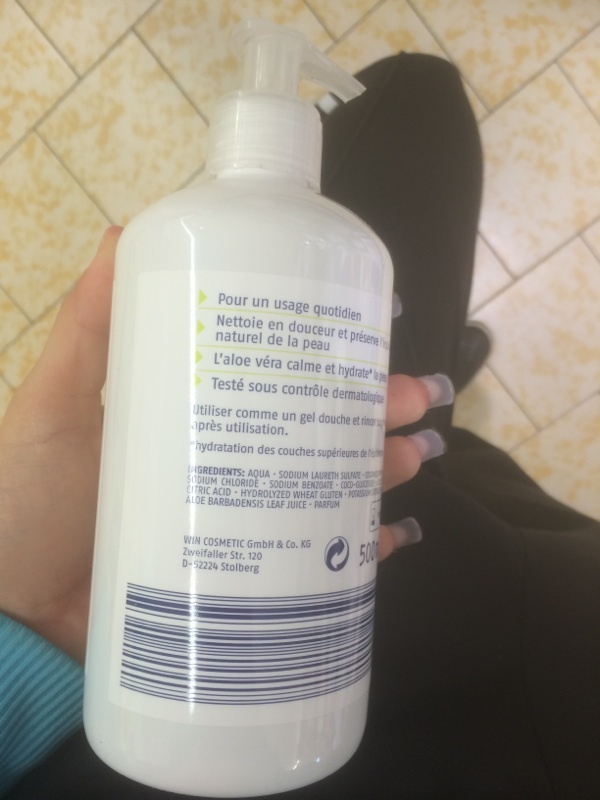 Pour un usage quotidien
Nettoie en douceur et préserve
naturel de la peau
L'aloe véra calme et hydrate* la
Testé sous contrôle dermatologique
Utiliser comme un gel douche et rincer
après utilisation.
*hydratation des couches supérieures de
INGREDIENTS: AQUA · SODIUM LAURETH SULFATE ·
SODIUM CHLORIDE · SODIUM BENZOATE ·
CITRIC ACID · HYDROLYZED WHEAT GLUTEN · POTASSIUM
ALOE BARBADENSIS LEAF JUICE · PARFUM
WIN COSMETIC GmbH & Co. KG
Zweifaller Str. 120
D-52224 Stolberg
500